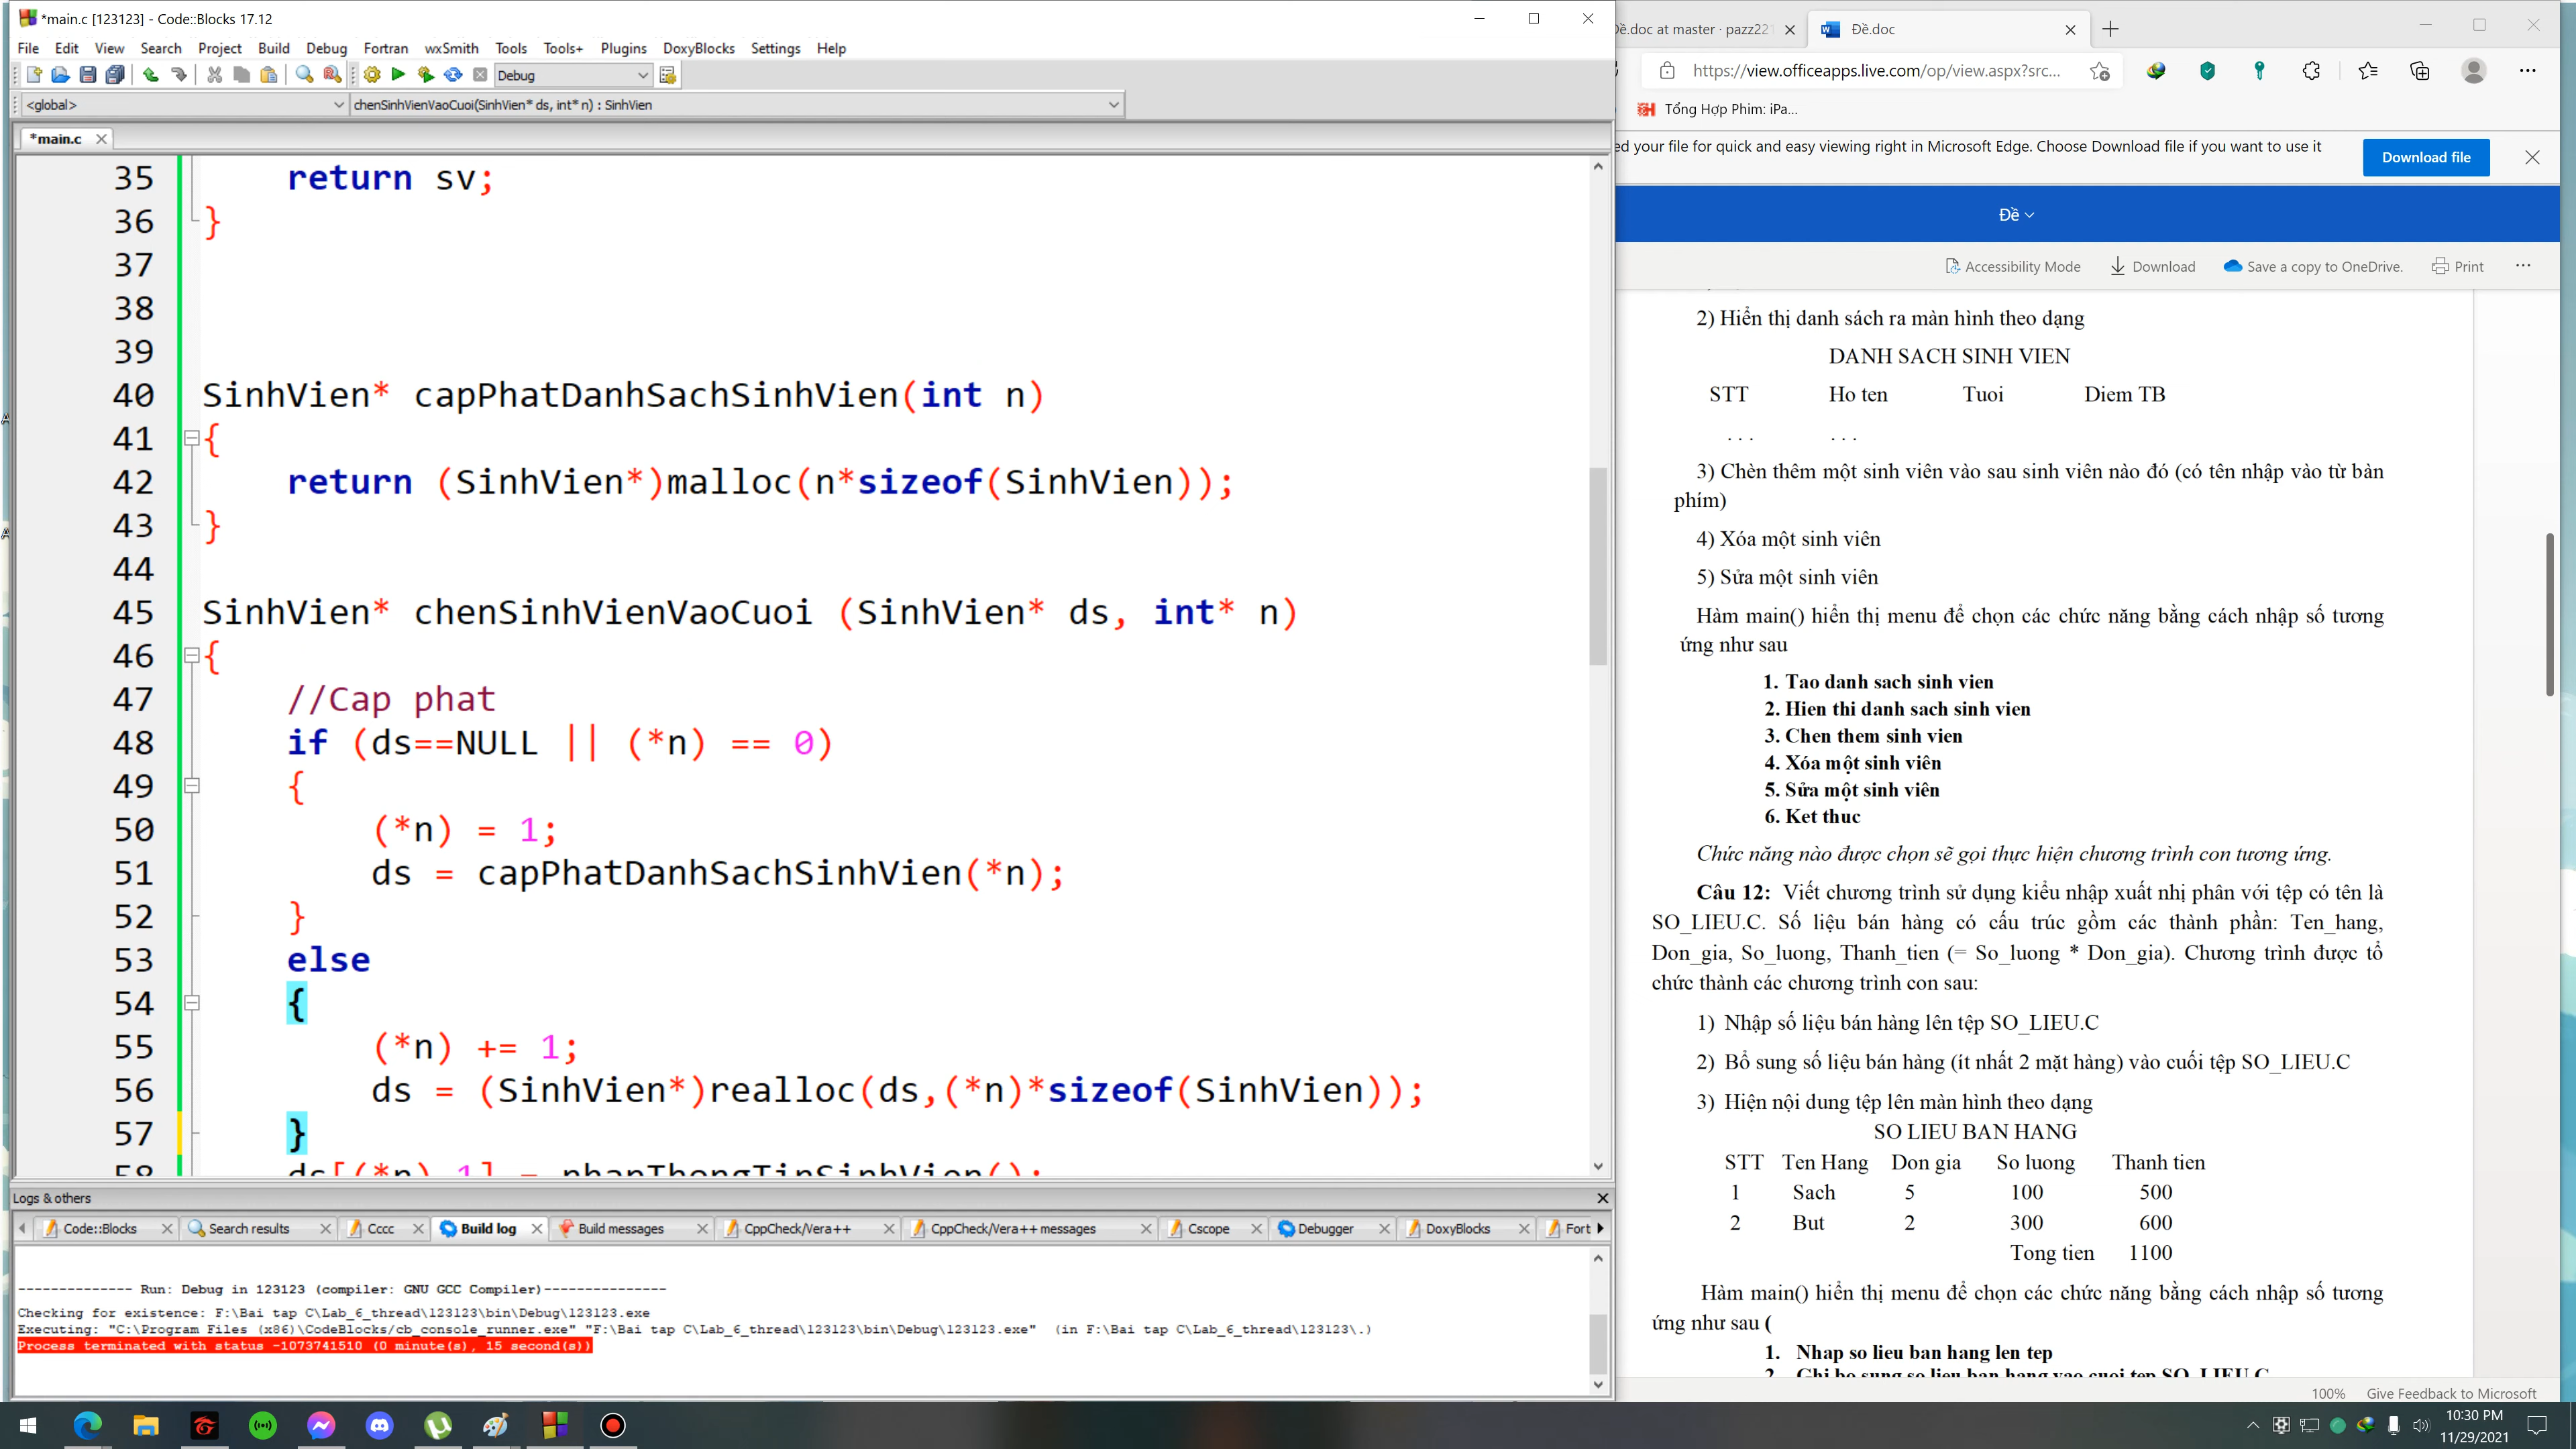 *main.c [123123] - Code::Blocks 17.12
File Edit View Search Project Build Debug Fortran wxSmith Tools Tools+ Plugins DoxyBlocks Settings Help
Debug
<global>
chenSinhVienVaoCuoi(SinhVien* ds, int* n) : SinhVien
*main.c
35 return sv;
36 }
37
38
39
40 SinhVien* capPhatDanhSachSinhVien(int n)
41 {
42 return (SinhVien*)malloc(n*sizeof(SinhVien));
43 }
44
45 SinhVien* chenSinhVienVaoCuoi (SinhVien* ds, int* n)
46 {
47 //Cap phat
48 if (ds==NULL || (*n) == 0)
49 {
50 (*n) = 1;
51 ds = capPhatDanhSachSinhVien(*n);
52 }
53 else
54 {
55 (*n) += 1;
56 ds = (SinhVien*)realloc(ds,(*n)*sizeof(SinhVien));
57 }
58 ds[(*n)-1] = nhapThongTinSinhVien();
Logs & others
Code::Blocks Search results Cccc Build log Build messages CppCheck/Vera++ CppCheck/Vera++ messages Cscope Debugger DoxyBlocks Fort
-------------- Run: Debug in 123123 (compiler: GNU GCC Compiler)---------------
Checking for existence: F:\Bai tap C\Lab_6_thread\123123\bin\Debug\123123.exe
Executing: "C:\Program Files (x86)\CodeBlocks/cb_console_runner.exe" "F:\Bai tap C\Lab_6_thread\123123\bin\Debug\123123.exe" (in F:\Bai tap C\Lab_6_thread\123123\.)
Process terminated with status -1073741510 (0 minute(s), 15 second(s))
Đề.doc at master · pazz221
Đề.doc
https://view.officeapps.live.com/op/view.aspx?src...
Tổng Hợp Phim: iPa...
ed your file for quick and easy viewing right in Microsoft Edge. Choose Download file if you want to use it
Download file
Đề
Accessibility Mode Download Save a copy to OneDrive. Print ...
2) Hiển thị danh sách ra màn hình theo dạng
DANH SACH SINH VIEN
STT Ho ten Tuoi Diem TB
. . . . . .
3) Chèn thêm một sinh viên vào sau sinh viên nào đó (có tên nhập vào từ bàn
phím)
4) Xóa một sinh viên
5) Sửa một sinh viên
Hàm main() hiển thị menu để chọn các chức năng bằng cách nhập số tương
ứng như sau
1. Tao danh sach sinh vien
2. Hien thi danh sach sinh vien
3. Chen them sinh vien
4. Xóa một sinh viên
5. Sửa một sinh viên
6. Ket thuc
Chức năng nào được chọn sẽ gọi thực hiện chương trình con tương ứng.
Câu 12: Viết chương trình sử dụng kiểu nhập xuất nhị phân với tệp có tên là
SO_LIEU.C. Số liệu bán hàng có cấu trúc gồm các thành phần: Ten_hang,
Don_gia, So_luong, Thanh_tien (= So_luong * Don_gia). Chương trình được tổ
chức thành các chương trình con sau:
1) Nhập số liệu bán hàng lên tệp SO_LIEU.C
2) Bổ sung số liệu bán hàng (ít nhất 2 mặt hàng) vào cuối tệp SO_LIEU.C
3) Hiện nội dung tệp lên màn hình theo dạng
SO LIEU BAN HANG
STT Ten Hang Don gia So luong Thanh tien
1 Sach 5 100 500
2 But 2 300 600
Tong tien 1100
Hàm main() hiển thị menu để chọn các chức năng bằng cách nhập số tương
ứng như sau (
1. Nhap so lieu ban hang len tep
2. Ghi bo sung so lieu ban hang vao cuoi tep SO_LIEU.C
100% Give Feedback to Microsoft
10:30 PM
11/29/2021